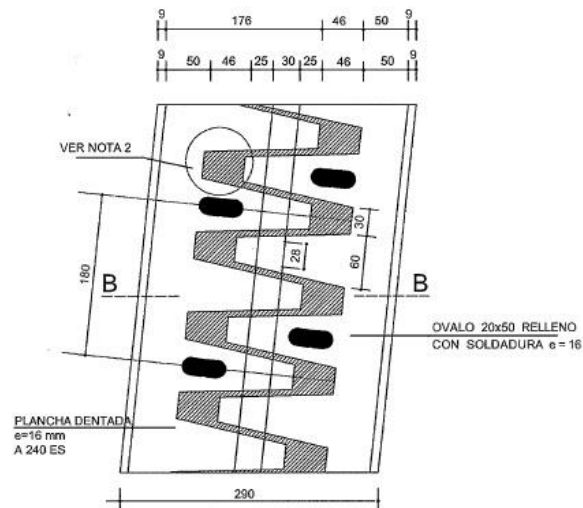 9 176 46 50 9
9 50 46 25 30 25 46 50 9
VER NOTA 2
30
28
60
180
B B
OVALO 20x50 RELLENO
CON SOLDADURA e = 16
PLANCHA DENTADA
e=16 mm
A 240 ES
290